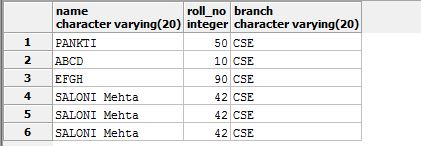 name roll_no branch
character varying(20) integer character varying(20)
1 PANKTI 50 CSE
2 ABCD 10 CSE
3 EFGH 90 CSE
4 SALONI Mehta 42 CSE
5 SALONI Mehta 42 CSE
6 SALONI Mehta 42 CSE